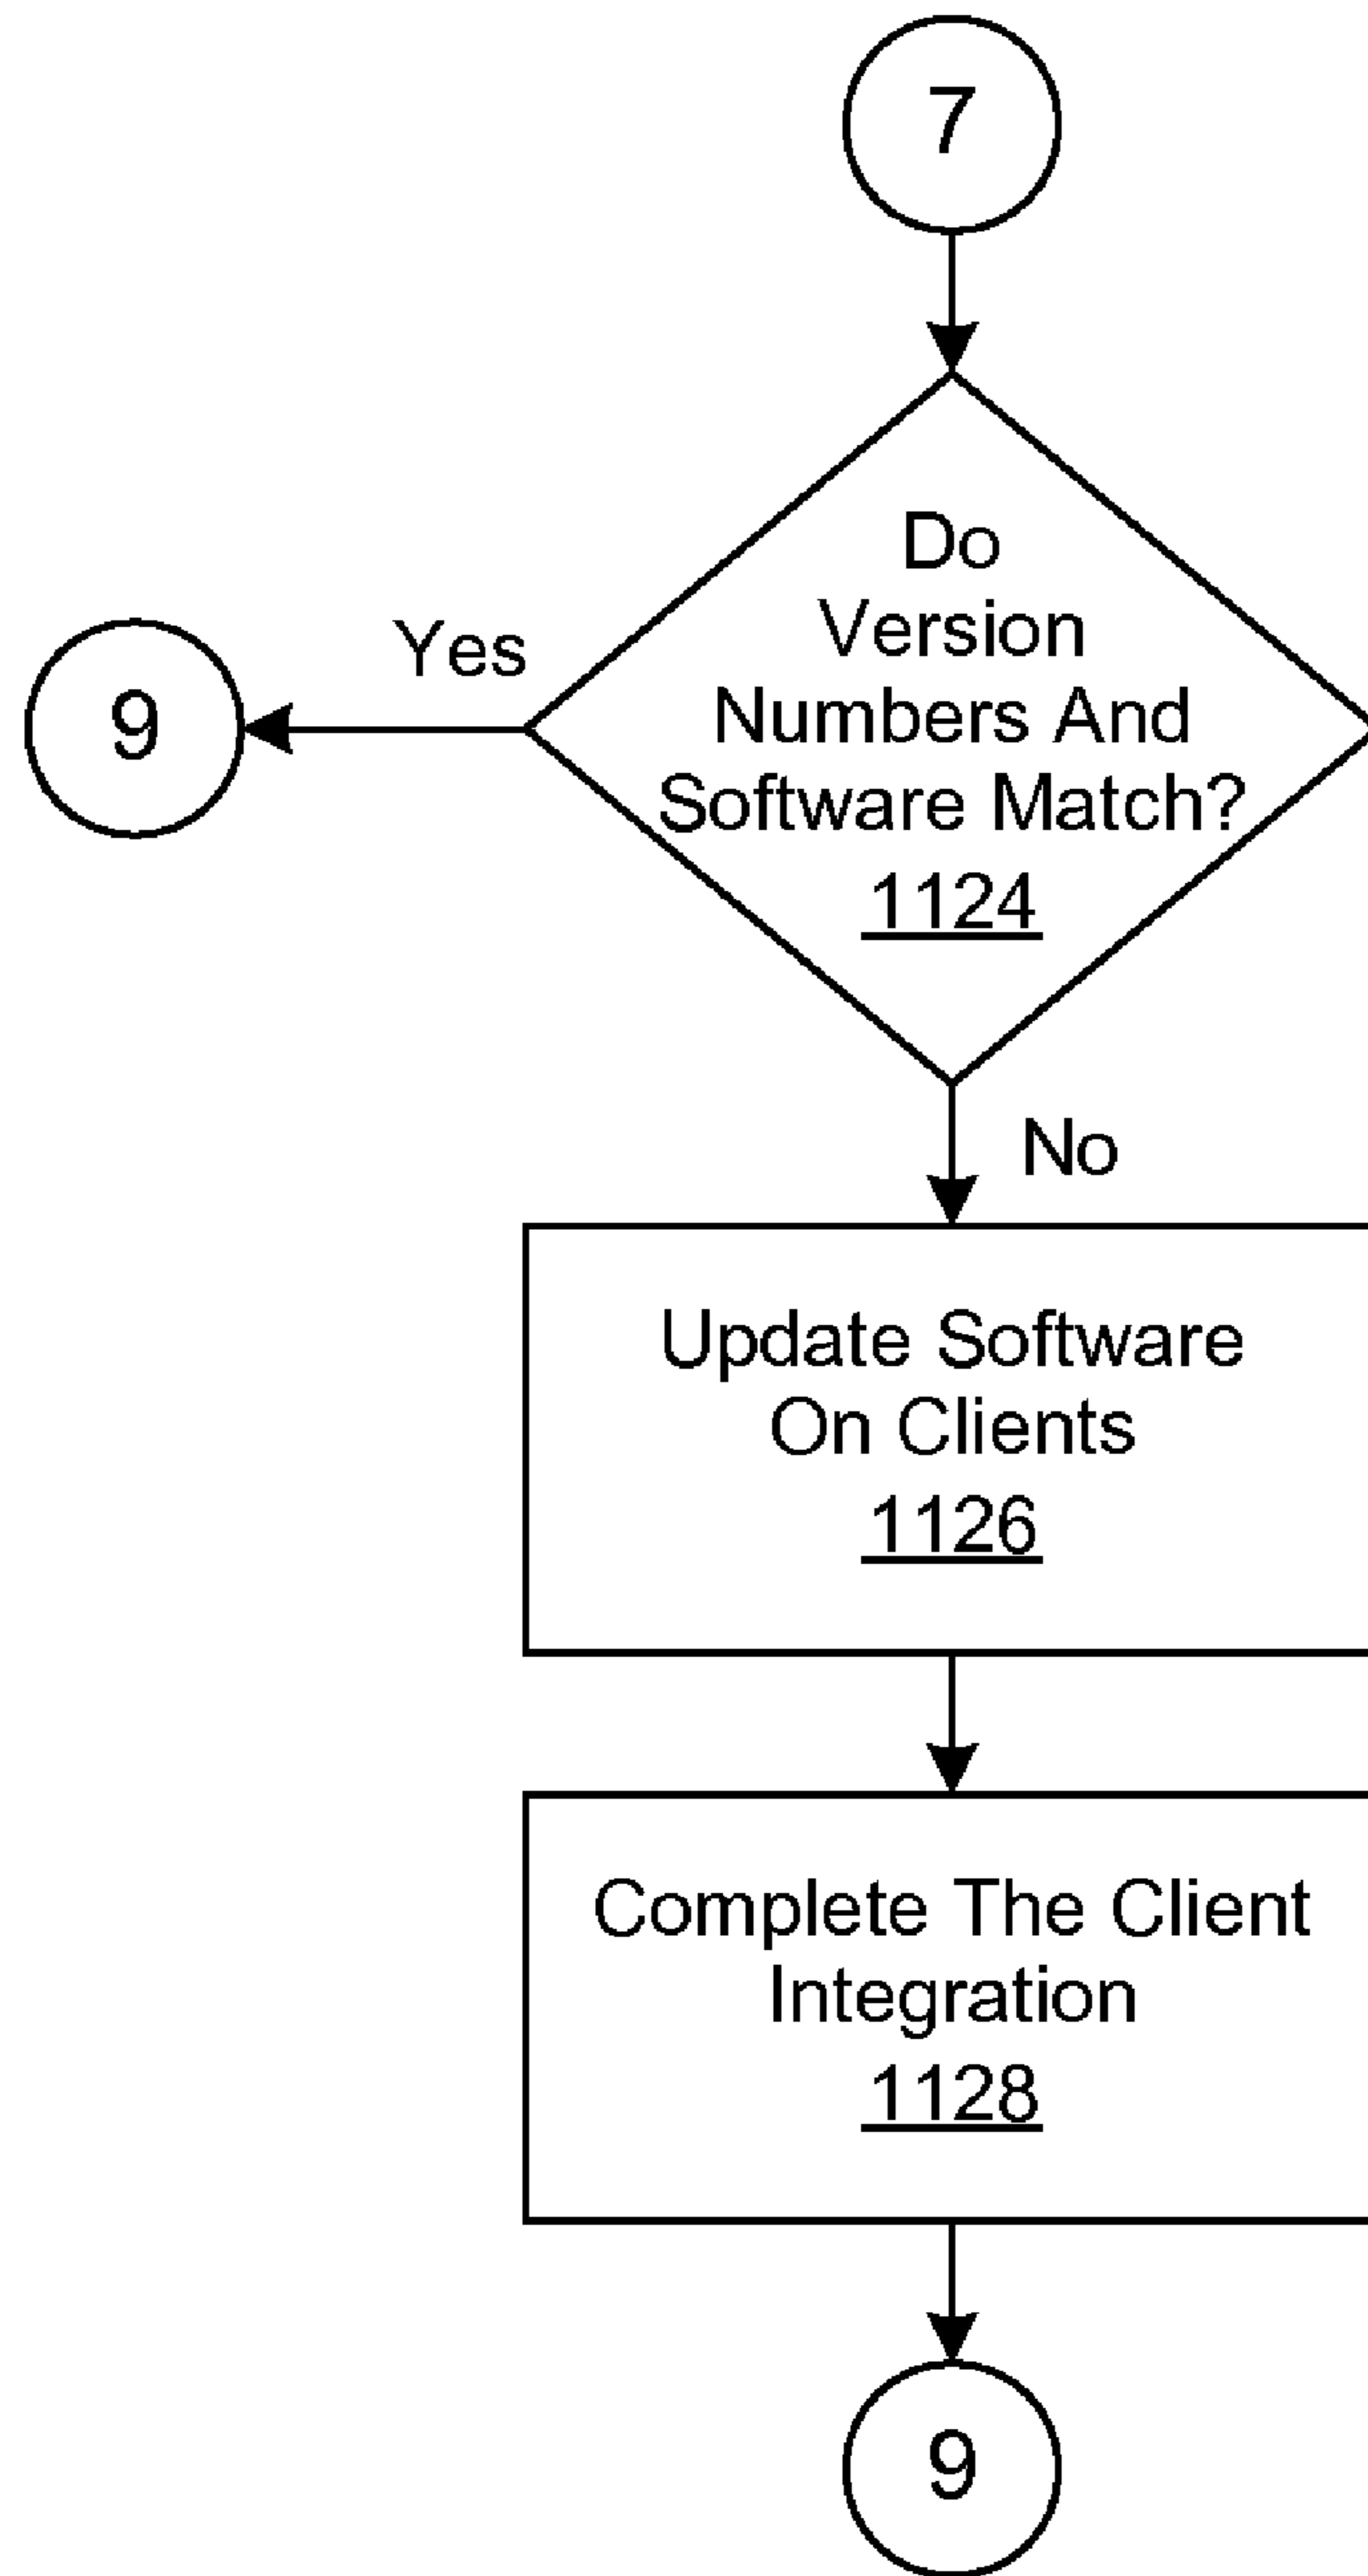 7
Do
Version
Numbers And
Software Match?
1124
Yes
9
No
Update Software
On Clients
1126
Complete The Client
Integration
1128
9